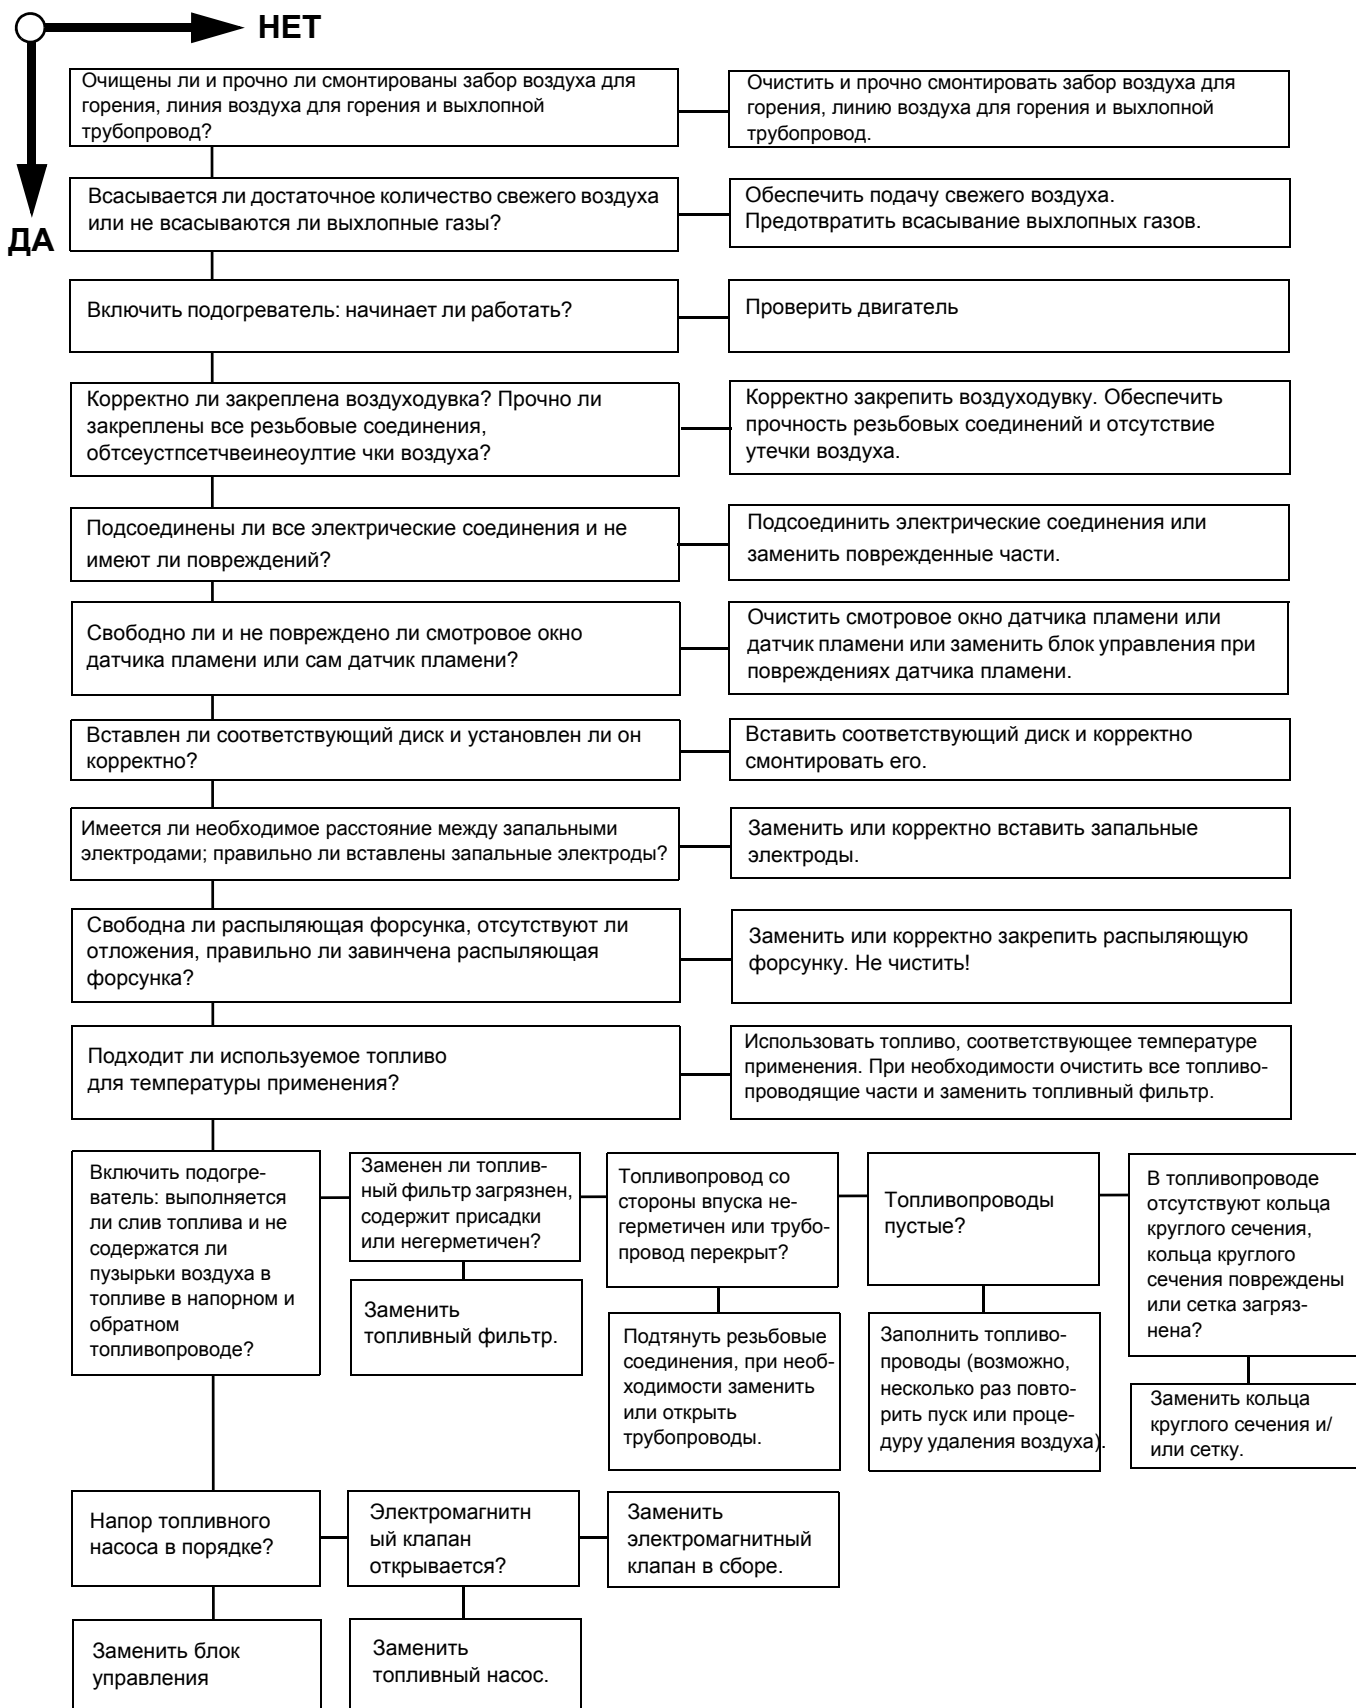 НЕТ
ДА
Очищены ли и прочно ли смонтированы забор воздуха для
горения, линия воздуха для горения и выхлопной
трубопровод?
Очистить и прочно смонтировать забор воздуха для
горения, линию воздуха для горения и выхлопной
трубопровод.
Всасывается ли достаточное количество свежего воздуха
или не всасываются ли выхлопные газы?
Обеспечить подачу свежего воздуха.
Предотвратить всасывание выхлопных газов.
Включить подогреватель: начинает ли работать?
Проверить двигатель
Корректно ли закреплена воздуходувка? Прочно ли
закреплены все резьбовые соединения,
обтсеустпсетчвеинеоултие чки воздуха?
Корректно закрепить воздуходувку. Обеспечить
прочность резьбовых соединений и отсутствие
утечки воздуха.
Подсоединены ли все электрические соединения и не
имеют ли повреждений?
Подсоединить электрические соединения или
заменить поврежденные части.
Свободно ли и не повреждено ли смотровое окно
датчика пламени или сам датчик пламени?
Очистить смотровое окно датчика пламени или
датчик пламени или заменить блок управления при
повреждениях датчика пламени.
Вставлен ли соответствующий диск и установлен ли он
корректно?
Вставить соответствующий диск и корректно
смонтировать его.
Имеется ли необходимое расстояние между запальными
электродами; правильно ли вставлены запальные электроды?
Заменить или корректно вставить запальные
электроды.
Свободна ли распыляющая форсунка, отсутствуют ли
отложения, правильно ли завинчена распыляющая
форсунка?
Заменить или корректно закрепить распыляющую
форсунку. Не чистить!
Подходит ли используемое топливо
для температуры применения?
Использовать топливо, соответствующее температуре
применения. При необходимости очистить все топливо-
проводящие части и заменить топливный фильтр.
Включить подогре-
ватель: выполняется
ли слив топлива и не
содержатся ли
пузырьки воздуха в
топливе в напорном и
обратном
топливопроводе?
Заменен ли топлив-
ный фильтр загрязнен,
содержит присадки
или негерметичен?
Топливопровод со
стороны впуска не-
герметичен или трубо-
провод перекрыт?
Топливопроводы
пустые?
В топливопроводе
отсутствуют кольца
круглого сечения,
кольца круглого
сечения повреждены
или сетка загряз-
нена?
Заменить
топливный фильтр.
Подтянуть резьбовые
соединения, при необ-
ходимости заменить
или открыть
трубопроводы.
Заполнить топливо-
проводы (возможно,
несколько раз повто-
рить пуск или проце-
дуру удаления воздуха).
Заменить кольца
круглого сечения и/
или сетку.
Напор топливного
насоса в порядке?
Электромагнитн
ый клапан
открывается?
Заменить
электромагнитный
клапан в сборе.
Заменить блок
управления
Заменить
топливный насос.